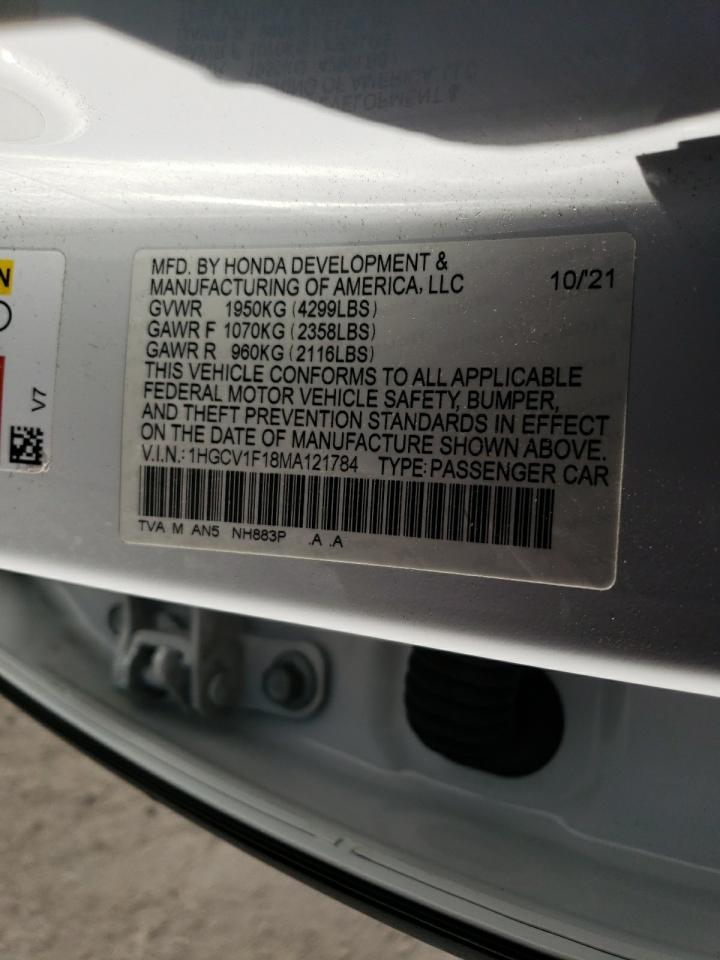 MFD. BY HONDA DEVELOPMENT &
MANUFACTURING OF AMERICA, LLC 10/'21
GVWR 1950KG (4299LBS)
GAWR F 1070KG (2358LBS)
GAWR R 960KG (2116LBS)
THIS VEHICLE CONFORMS TO ALL APPLICABLE
FEDERAL MOTOR VEHICLE SAFETY, BUMPER,
AND THEFT PREVENTION STANDARDS IN EFFECT
ON THE DATE OF MANUFACTURE SHOWN ABOVE.
V.I.N.: 1HGCV1F18MA121784 TYPE: PASSENGER CAR
TVA M AN5 NH883P .A .A
V7